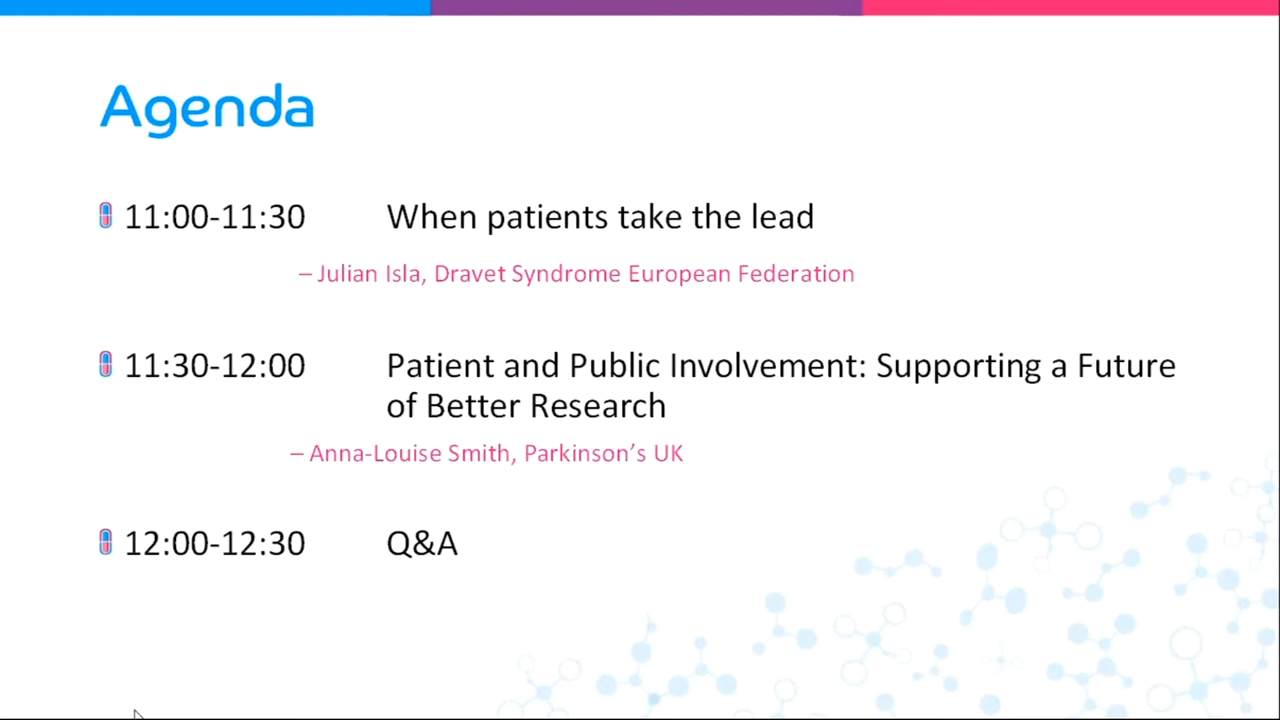 Agenda
11:00-11:30 When patients take the lead
– Julian Isla, Dravet Syndrome European Federation
11:30-12:00 Patient and Public Involvement: Supporting a Future
of Better Research
– Anna-Louise Smith, Parkinson’s UK
12:00-12:30 Q&A